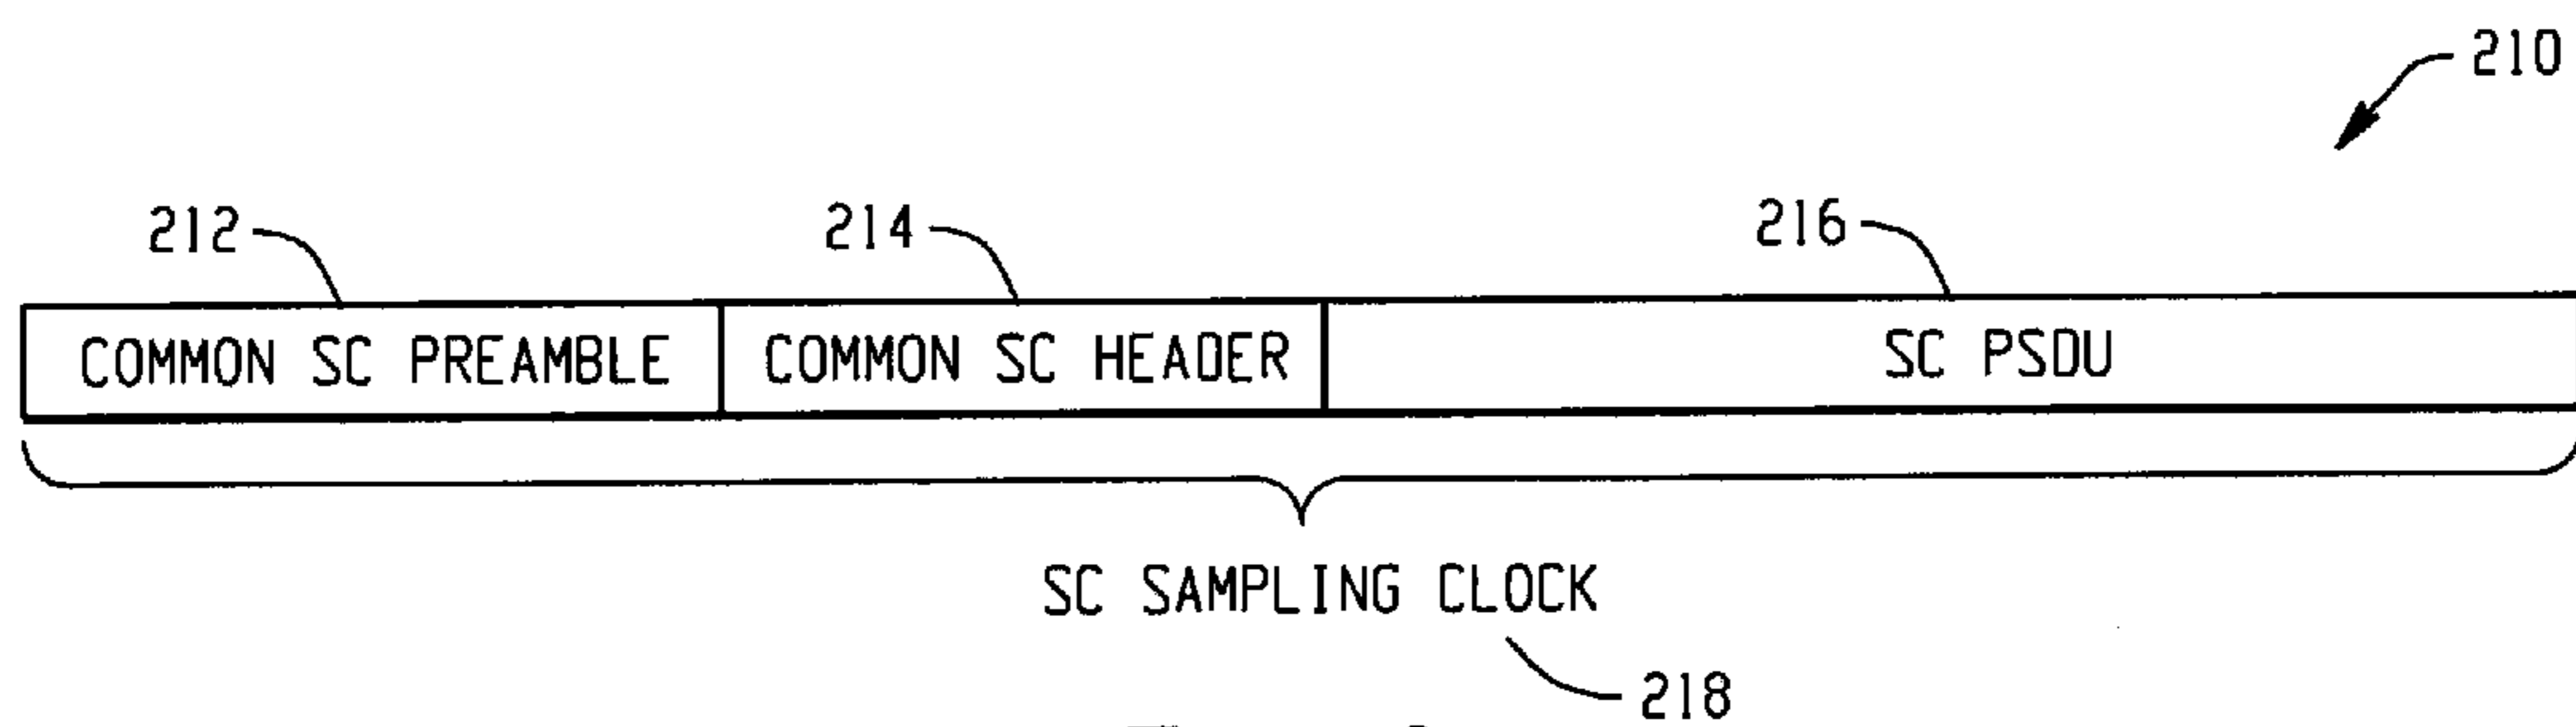 210
212
214
216
COMMON SC PREAMBLE
COMMON SC HEADER
SC PSDU
SC SAMPLING CLOCK
218